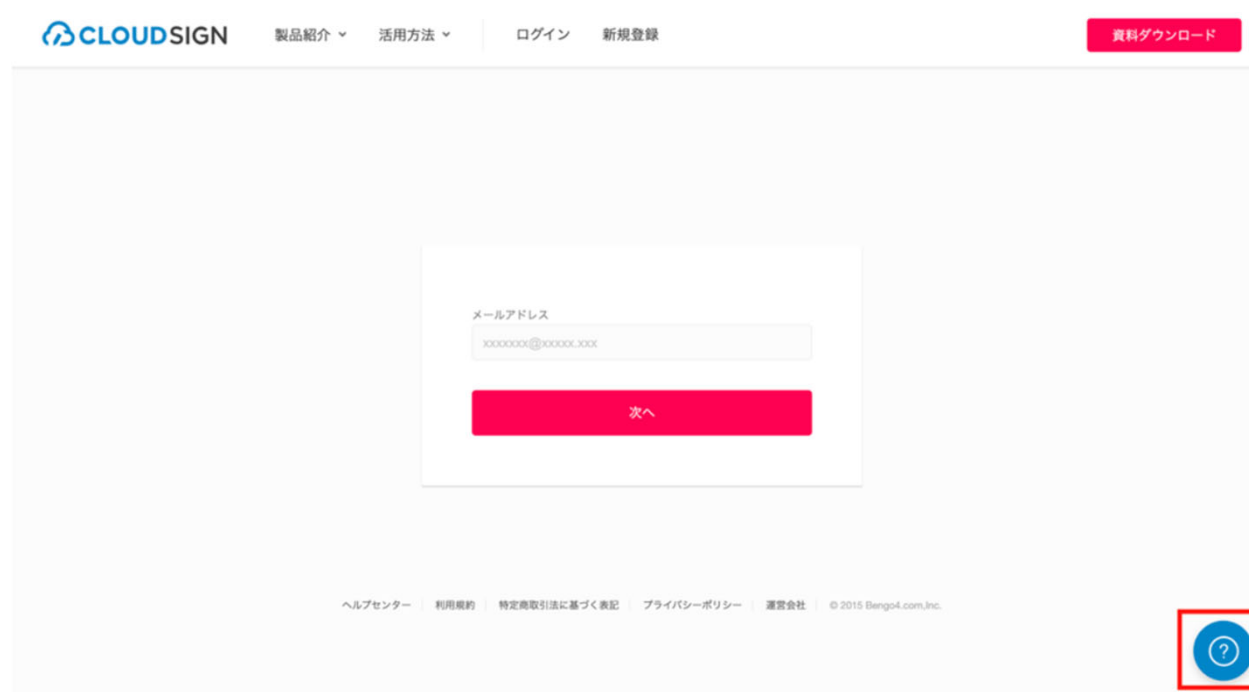 CLOUDSIGN 製品紹介 活用方法 ログイン 新規登録 資料ダウンロード
メールアドレス
xxxxxxx@xxxxx.xxx
次へ
ヘルプセンター 利用規約 特定商取引法に基づく表記 プライバシーポリシー 運営会社 © 2015 Bengo4.com,Inc.
?